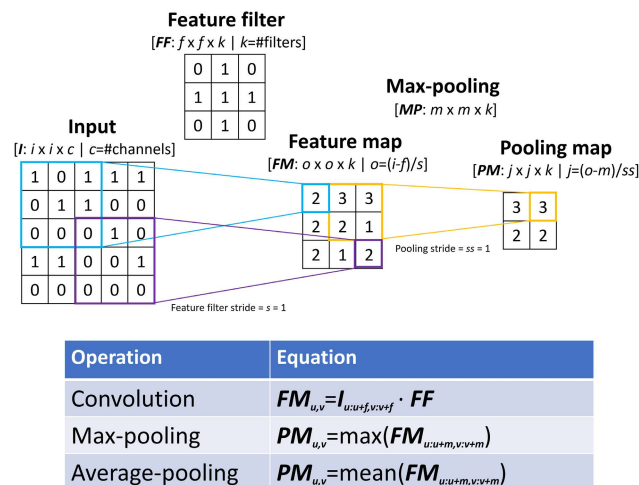 Feature filter
[FF: f x f x k | k=#filters]
0 1 0
1 1 1
0 1 0
Max-pooling
[MP: m x m x k]
Input
[I: i x i x c | c=#channels]
1 0 1 1 1
0 1 1 0 0
0 0 0 1 0
1 1 0 0 1
0 0 0 0 0
Feature filter stride = s = 1
Feature map
[FM: o x o x k | o=(i-f)/s]
2 3 3
2 2 1
2 1 2
Pooling stride = ss = 1
Pooling map
[PM: j x j x k | j=(o-m)/ss]
3 3
2 2
Operation Equation
Convolution FMu,v=Iu:u+f,v:v+f · FF
Max-pooling PMu,v=max(FMu:u+m,v:v+m)
Average-pooling PMu,v=mean(FMu:u+m,v:v+m)